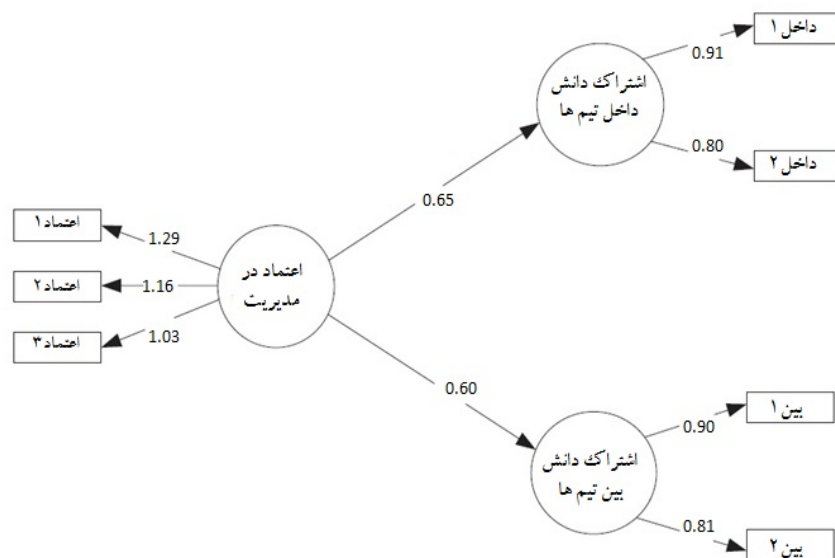 داخل ۱
0.91
اشتراک دانش
داخل تیم ها
0.80
داخل ۲
0.65
اعتماد ۱
1.29
اعتماد در
مدیریت
اعتماد ۲
1.16
اعتماد ۳
1.03
0.60
بین ۱
0.90
اشتراک دانش
بین تیم ها
0.81
بین ۲